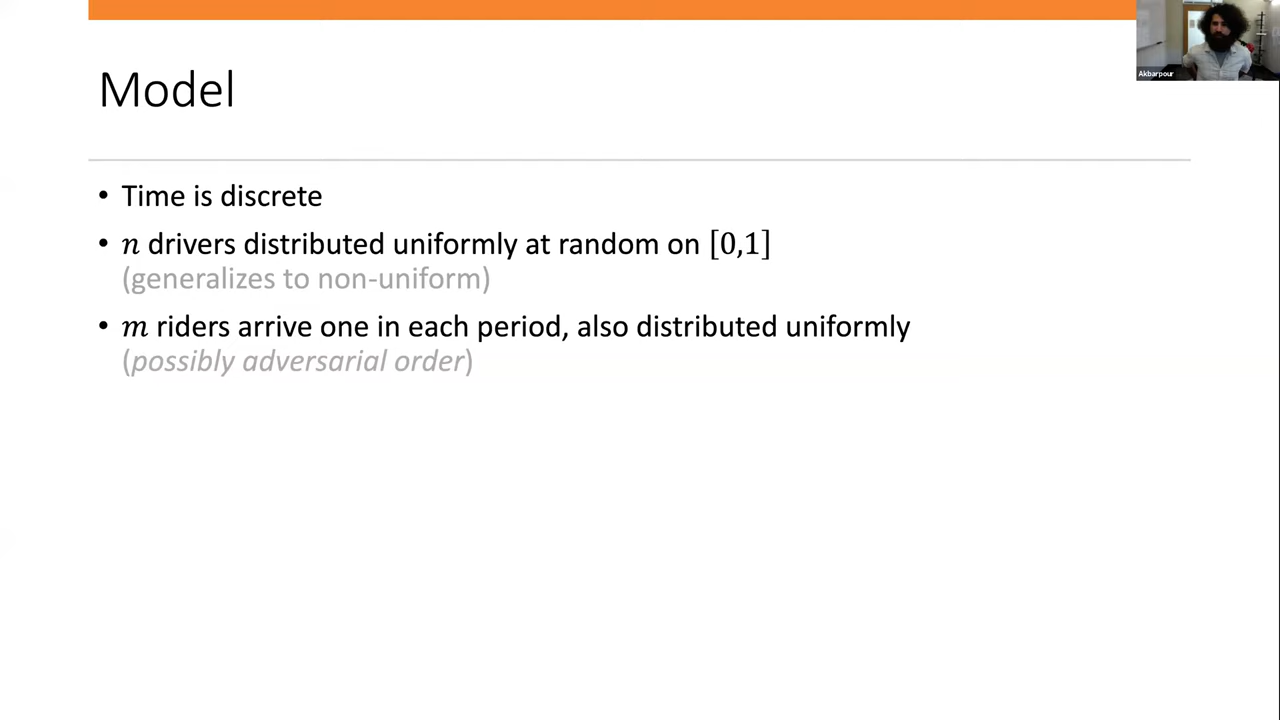 Akbarpour
Model
• Time is discrete
• n drivers distributed uniformly at random on [0,1]
(generalizes to non-uniform)
• m riders arrive one in each period, also distributed uniformly
(possibly adversarial order)